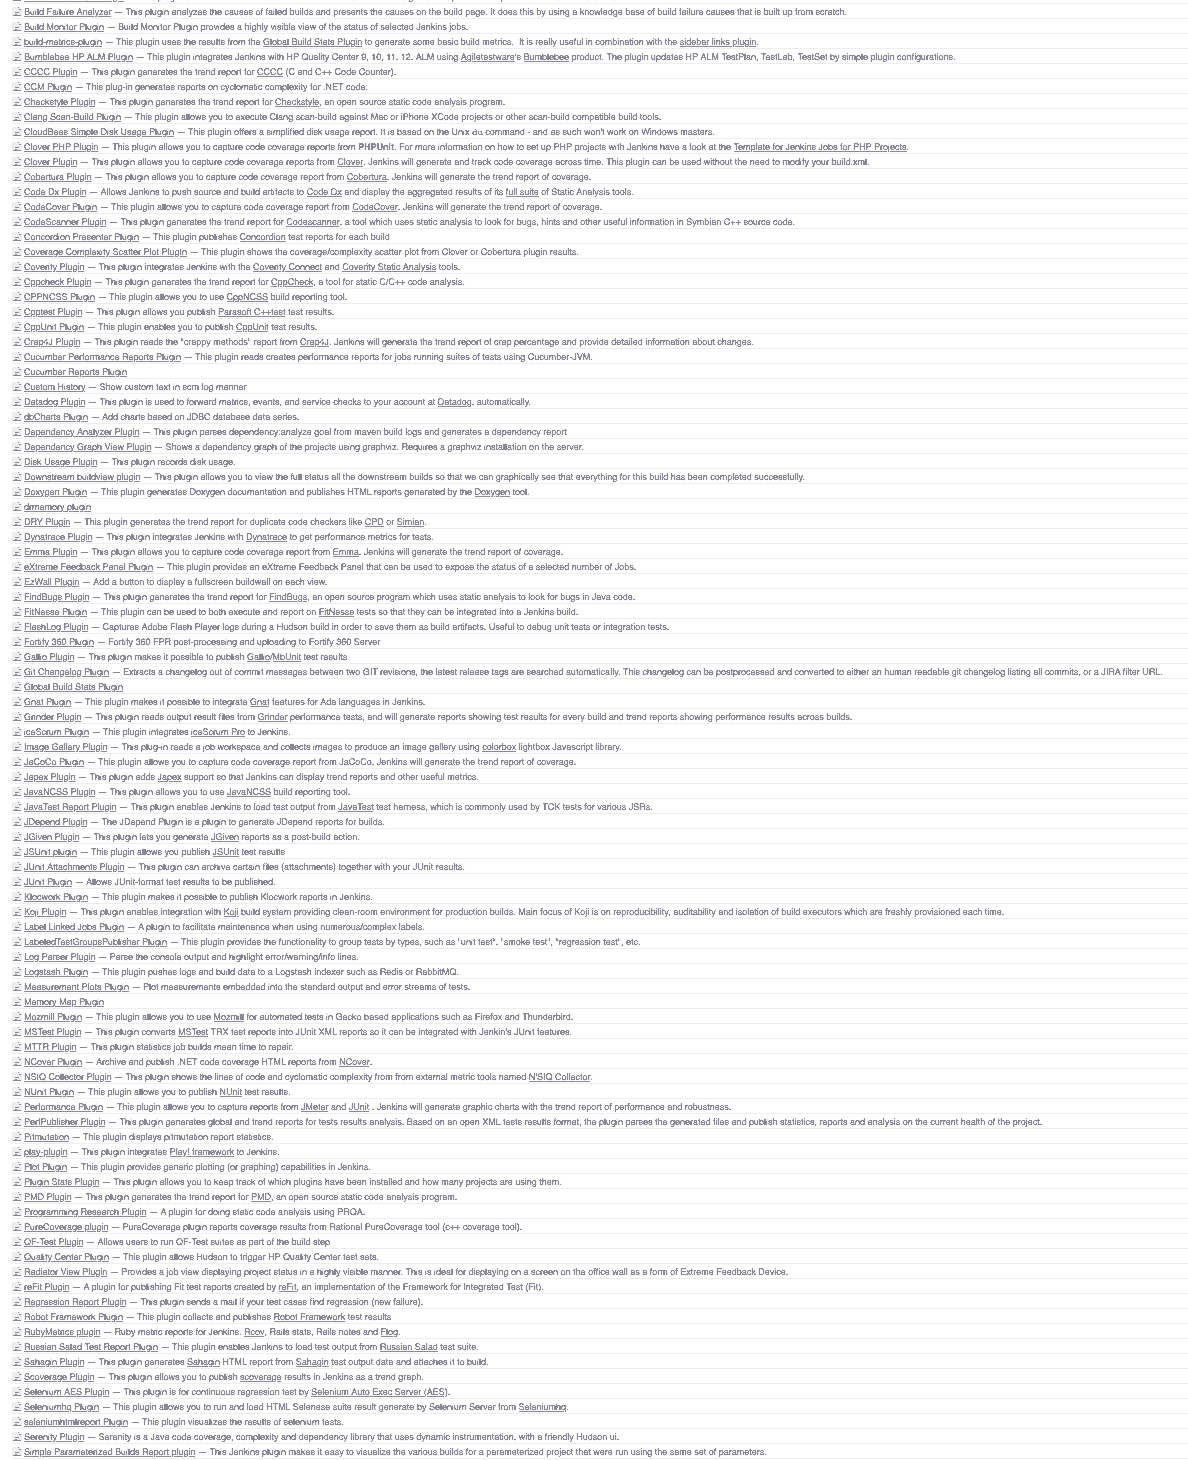 Build Failure Analyzer — This plugin analyzes the causes of failed builds and presents the causes on the build page. It does this by using a knowledge base of build failure causes that is built up from scratch.
Build Monitor Plugin — Build Monitor Plugin provides a highly visible view of the status of selected Jenkins jobs.
build-metrics-plugin — This plugin uses the results from the Global Build Stats Plugin to generate some basic build metrics. It is really useful in combination with the sidebar links plugin.
Bumblebee HP ALM Plugin — This plugin integrates Jenkins with HP Quality Center 9, 10, 11, 12, ALM using Agiletestware's Bumblebee product. The plugin updates HP ALM TestPlan, TestLab, TestSet by simple plugin configurations.
CCCC Plugin — This plugin generates the trend report for CCCC (C and C++ Code Counter).
CCM Plugin — This plug-in generates reports on cyclomatic complexity for .NET code.
Checkstyle Plugin — This plugin generates the trend report for Checkstyle, an open source static code analysis program.
Clang Scan-Build Plugin — This plugin allows you to execute Clang scan-build against Mac or iPhone XCode projects or other scan-build compatible build tools.
CloudBees Simple Disk Usage Plugin — This plugin offers a simplified disk usage report. It is based on the Unix du command - and as such won't work on Windows masters.
Clover PHP Plugin — This plugin allows you to capture code coverage reports from PHPUnit. For more information on how to set up PHP projects with Jenkins have a look at the Template for Jenkins Jobs for PHP Projects.
Clover Plugin — This plugin allows you to capture code coverage reports from Clover. Jenkins will generate and track code coverage across time. This plugin can be used without the need to modify your build.xml.
Cobertura Plugin — This plugin allows you to capture code coverage report from Cobertura. Jenkins will generate the trend report of coverage.
Code Dx Plugin — Allows Jenkins to push source and build artifacts to Code Dx and display the aggregated results of its full suite of Static Analysis tools.
CodeCover Plugin — This plugin allows you to capture code coverage report from CodeCover. Jenkins will generate the trend report of coverage.
CodeScanner Plugin — This plugin generates the trend report for Codescanner, a tool which uses static analysis to look for bugs, hints and other useful information in Symbian C++ source code.
Concordion Presenter Plugin — This plugin publishes Concordion test reports for each build
Coverage Complexity Scatter Plot Plugin — This plugin shows the coverage/complexity scatter plot from Clover or Cobertura plugin results.
Coverity Plugin — This plugin integrates Jenkins with the Coverity Connect and Coverity Static Analysis tools.
Cppcheck Plugin — This plugin generates the trend report for CppCheck, a tool for static C/C++ code analysis.
CPPNCSS Plugin — This plugin allows you to use CppNCSS build reporting tool.
Cpptest Plugin — This plugin allows you publish Parasoft C++test test results.
CppUnit Plugin — This plugin enables you to publish CppUnit test results.
Crap4J Plugin — This plugin reads the "crappy methods" report from Crap4J. Jenkins will generate the trend report of crap percentage and provide detailed information about changes.
Cucumber Performance Reports Plugin — This plugin reads creates performance reports for jobs running suites of tests using Cucumber-JVM.
Cucumber Reports Plugin
Custom History — Show custom text in scm log manner
Datadog Plugin — This plugin is used to forward metrics, events, and service checks to your account at Datadog, automatically.
dbCharts Plugin — Add charts based on JDBC database data series.
Dependency Analyzer Plugin — This plugin parses dependency:analyze goal from maven build logs and generates a dependency report
Dependency Graph View Plugin — Shows a dependency graph of the projects using graphviz. Requires a graphviz installation on the server.
Disk Usage Plugin — This plugin records disk usage.
Downstream buildview plugin — This plugin allows you to view the full status all the downstream builds so that we can graphically see that everything for this build has been completed successfully.
Doxygen Plugin — This plugin generates Doxygen documentation and publishes HTML reports generated by the Doxygen tool.
drmemory plugin
DRY Plugin — This plugin generates the trend report for duplicate code checkers like CPD or Simian.
Dynatrace Plugin — This plugin integrates Jenkins with Dynatrace to get performance metrics for tests.
Emma Plugin — This plugin allows you to capture code coverage report from Emma. Jenkins will generate the trend report of coverage.
eXtreme Feedback Panel Plugin — This plugin provides an eXtreme Feedback Panel that can be used to expose the status of a selected number of Jobs.
EzWall Plugin — Add a button to display a fullscreen buildwall on each view.
FindBugs Plugin — This plugin generates the trend report for FindBugs, an open source program which uses static analysis to look for bugs in Java code.
FitNesse Plugin — This plugin can be used to both execute and report on FitNesse tests so that they can be integrated into a Jenkins build.
FlashLog Plugin — Captures Adobe Flash Player logs during a Hudson build in order to save them as build artifacts. Useful to debug unit tests or integration tests.
Fortify 360 Plugin — Fortify 360 FPR post-processing and uploading to Fortify 360 Server
Gallio Plugin — This plugin makes it possible to publish Gallio/MbUnit test results
Git Changelog Plugin — Extracts a changelog out of commit messages between two GIT revisions, the latest release tags are searched automatically. This changelog can be postprocessed and converted to either an human readable git changelog listing all commits, or a JIRA filter URL.
Global Build Stats Plugin
Gnat Plugin — This plugin makes it possible to integrate Gnat features for Ada languages in Jenkins.
Grinder Plugin — This plugin reads output result files from Grinder performance tests, and will generate reports showing test results for every build and trend reports showing performance results across builds.
iceScrum Plugin — This plugin integrates iceScrum Pro to Jenkins.
Image Gallery Plugin — This plug-in reads a job workspace and collects images to produce an image gallery using colorbox lightbox Javascript library.
JaCoCo Plugin — This plugin allows you to capture code coverage report from JaCoCo. Jenkins will generate the trend report of coverage.
Japex Plugin — This plugin adds Japex support so that Jenkins can display trend reports and other useful metrics.
JavaNCSS Plugin — This plugin allows you to use JavaNCSS build reporting tool.
JavaTest Report Plugin — This plugin enables Jenkins to load test output from JavaTest test harness, which is commonly used by TCK tests for various JSRs.
JDepend Plugin — The JDepend Plugin is a plugin to generate JDepend reports for builds.
JGiven Plugin — This plugin lets you generate JGiven reports as a post-build action.
JSUnit plugin — This plugin allows you publish JSUnit test results
JUnit Attachments Plugin — This plugin can archive certain files (attachments) together with your JUnit results.
JUnit Plugin — Allows JUnit-format test results to be published.
Klocwork Plugin — This plugin makes it possible to publish Klocwork reports in Jenkins.
Koji Plugin — This plugin enables integration with Koji build system providing clean-room environment for production builds. Main focus of Koji is on reproducibility, auditability and isolation of build executors which are freshly provisioned each time.
Label Linked Jobs Plugin — A plugin to facilitate maintenance when using numerous/complex labels.
LabeledTestGroupsPublisher Plugin — This plugin provides the functionality to group tests by types, such as "unit test", "smoke test", "regression test", etc.
Log Parser Plugin — Parse the console output and highlight error/warning/info lines.
Logstash Plugin — This plugin pushes logs and build data to a Logstash indexer such as Redis or RabbitMQ.
Measurement Plots Plugin — Plot measurements embedded into the standard output and error streams of tests.
Memory Map Plugin
Mozmill Plugin — This plugin allows you to use Mozmill for automated tests in Gecko based applications such as Firefox and Thunderbird.
MSTest Plugin — This plugin converts MSTest TRX test reports into JUnit XML reports so it can be integrated with Jenkin's JUnit features.
MTTR Plugin — This plugin statistics job builds mean time to repair.
NCover Plugin — Archive and publish .NET code coverage HTML reports from NCover.
NSIQ Collector Plugin — This plugin shows the lines of code and cyclomatic complexity from from external metric tools named N'SIQ Collector.
NUnit Plugin — This plugin allows you to publish NUnit test results.
Performance Plugin — This plugin allows you to capture reports from JMeter and JUnit . Jenkins will generate graphic charts with the trend report of performance and robustness.
PerfPublisher Plugin — This plugin generates global and trend reports for tests results analysis. Based on an open XML tests results format, the plugin parses the generated files and publish statistics, reports and analysis on the current health of the project.
Pitmutation — This plugin displays pitmutation report statistics.
play-plugin — This plugin integrates Play! framework to Jenkins.
Plot Plugin — This plugin provides generic plotting (or graphing) capabilities in Jenkins.
Plugin Stats Plugin — This plugin allows you to keep track of which plugins have been installed and how many projects are using them.
PMD Plugin — This plugin generates the trend report for PMD, an open source static code analysis program.
Programming Research Plugin — A plugin for doing static code analysis using PRQA.
PureCoverage plugin — PureCoverage plugin reports coverage results from Rational PureCoverage tool (c++ coverage tool).
QF-Test Plugin — Allows users to run QF-Test suites as part of the build step
Quality Center Plugin — This plugin allows Hudson to trigger HP Quality Center test sets.
Radiator View Plugin — Provides a job view displaying project status in a highly visible manner. This is ideal for displaying on a screen on the office wall as a form of Extreme Feedback Device.
reFit Plugin — A plugin for publishing Fit test reports created by reFit, an implementation of the Framework for Integrated Test (Fit).
Regression Report Plugin — This plugin sends a mail if your test cases find regression (new failure).
Robot Framework Plugin — This plugin collects and publishes Robot Framework test results
RubyMetrics plugin — Ruby metric reports for Jenkins. Rcov, Rails stats, Rails notes and Flog.
Russian Salad Test Report Plugin — This plugin enables Jenkins to load test output from Russian Salad test suite.
Sahagin Plugin — This plugin generates Sahagin HTML report from Sahagin test output data and attaches it to build.
Scoverage Plugin — This plugin allows you to publish scoverage results in Jenkins as a trend graph.
Selenium AES Plugin — This plugin is for continuous regression test by Selenium Auto Exec Server (AES).
Seleniumhq Plugin — This plugin allows you to run and load HTML Selenese suite result generate by Selenium Server from Seleniumhq.
seleniumhtmlreport Plugin — This plugin visualizes the results of selenium tests.
Serenity Plugin — Serenity is a Java code coverage, complexity and dependency library that uses dynamic instrumentation, with a friendly Hudson ui.
Simple Parameterized Builds Report plugin — This Jenkins plugin makes it easy to visualize the various builds for a parameterized project that were run using the same set of parameters.